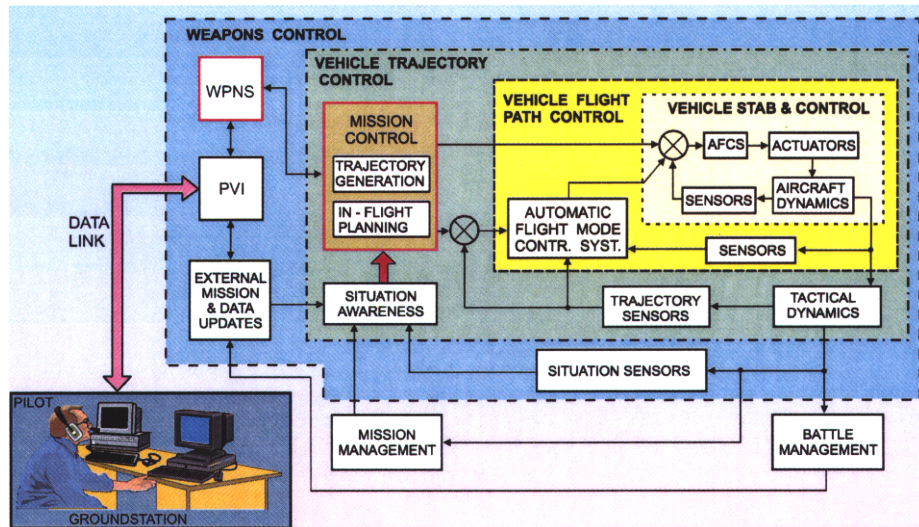 WEAPONS CONTROL
VEHICLE TRAJECTORY
CONTROL
VEHICLE FLIGHT
PATH CONTROL
VEHICLE STAB & CONTROL
WPNS
MISSION
CONTROL
TRAJECTORY
GENERATION
IN - FLIGHT
PLANNING
AFCS
ACTUATORS
SENSORS
AIRCRAFT
DYNAMICS
PVI
DATA
LINK
AUTOMATIC
FLIGHT MODE
CONTR. SYST.
SENSORS
EXTERNAL
MISSION
& DATA
UPDATES
SITUATION
AWARENESS
TRAJECTORY
SENSORS
TACTICAL
DYNAMICS
SITUATION SENSORS
PILOT
MISSION
MANAGEMENT
BATTLE
MANAGEMENT
GROUNDSTATION